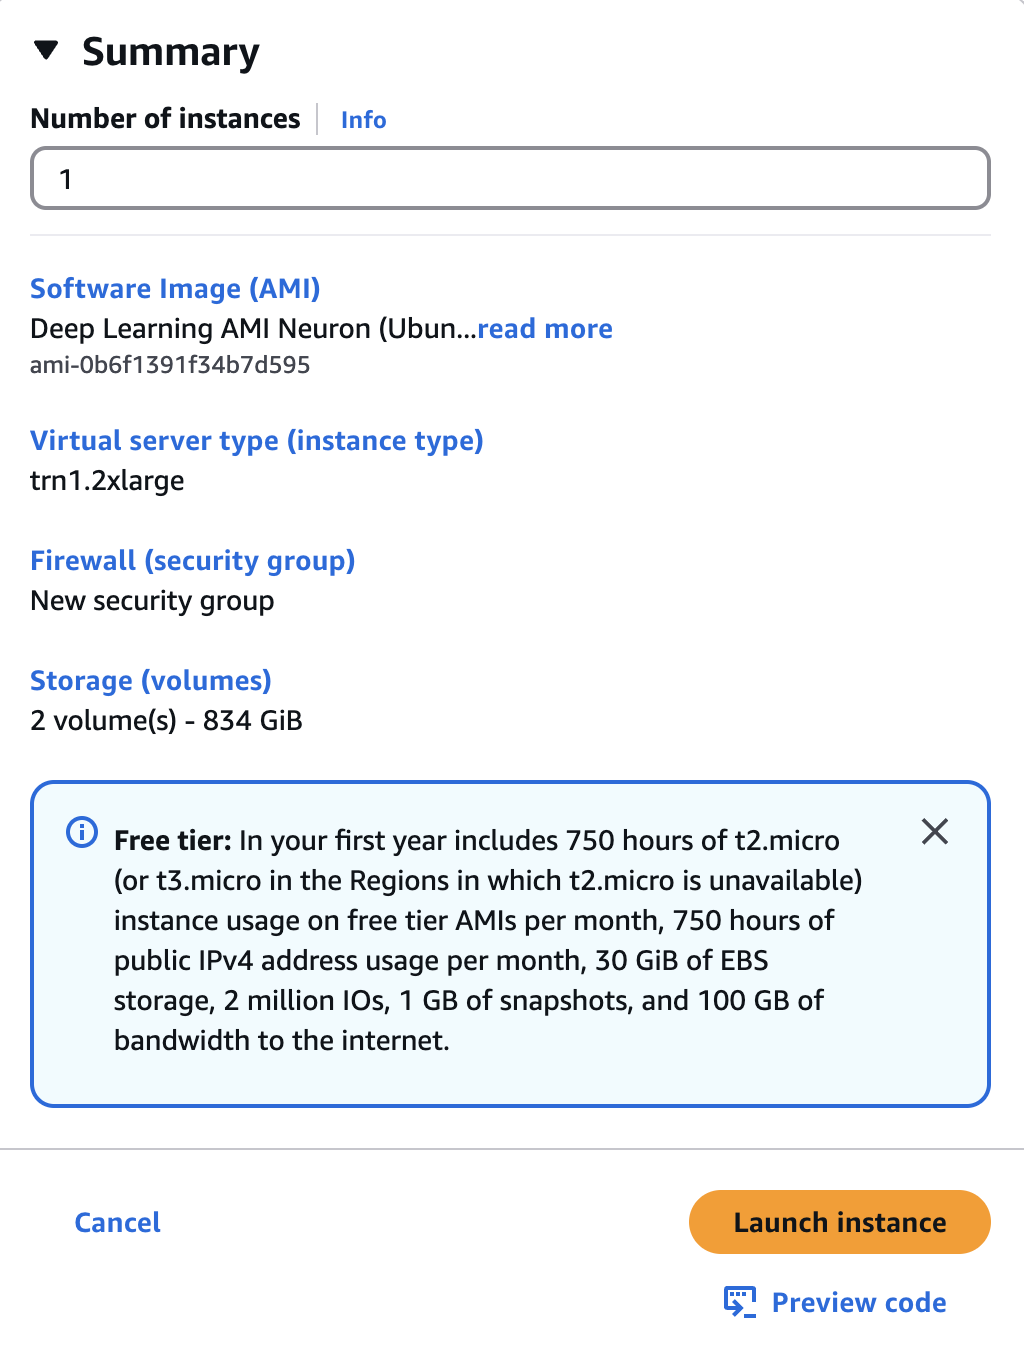 Summary
Number of instances Info
1
Software Image (AMI)
Deep Learning AMI Neuron (Ubun...read more
ami-0b6f1391f34b7d595
Virtual server type (instance type)
trn1.2xlarge
Firewall (security group)
New security group
Storage (volumes)
2 volume(s) - 834 GiB
Free tier: In your first year includes 750 hours of t2.micro
(or t3.micro in the Regions in which t2.micro is unavailable)
instance usage on free tier AMIs per month, 750 hours of
public IPv4 address usage per month, 30 GiB of EBS
storage, 2 million IOs, 1 GB of snapshots, and 100 GB of
bandwidth to the internet.
Cancel
Launch instance
Preview code